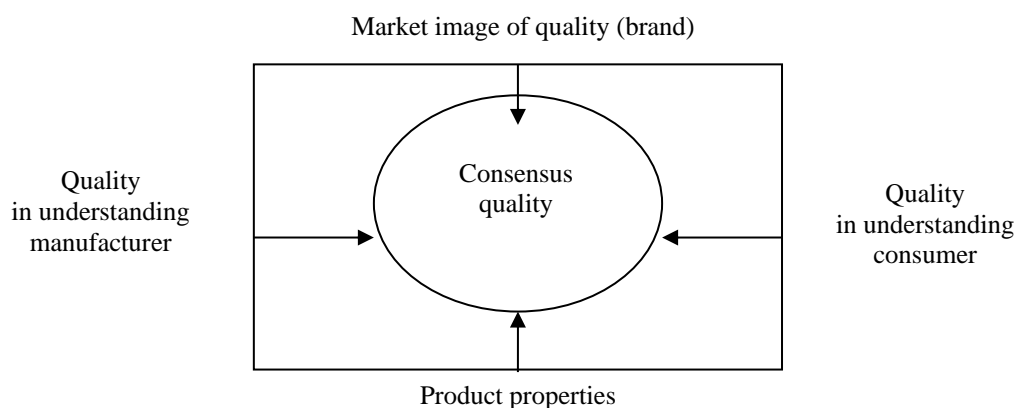 Market image of quality (brand)
Consensus
quality
Quality
in understanding
manufacturer
Quality
in understanding
consumer
Product properties